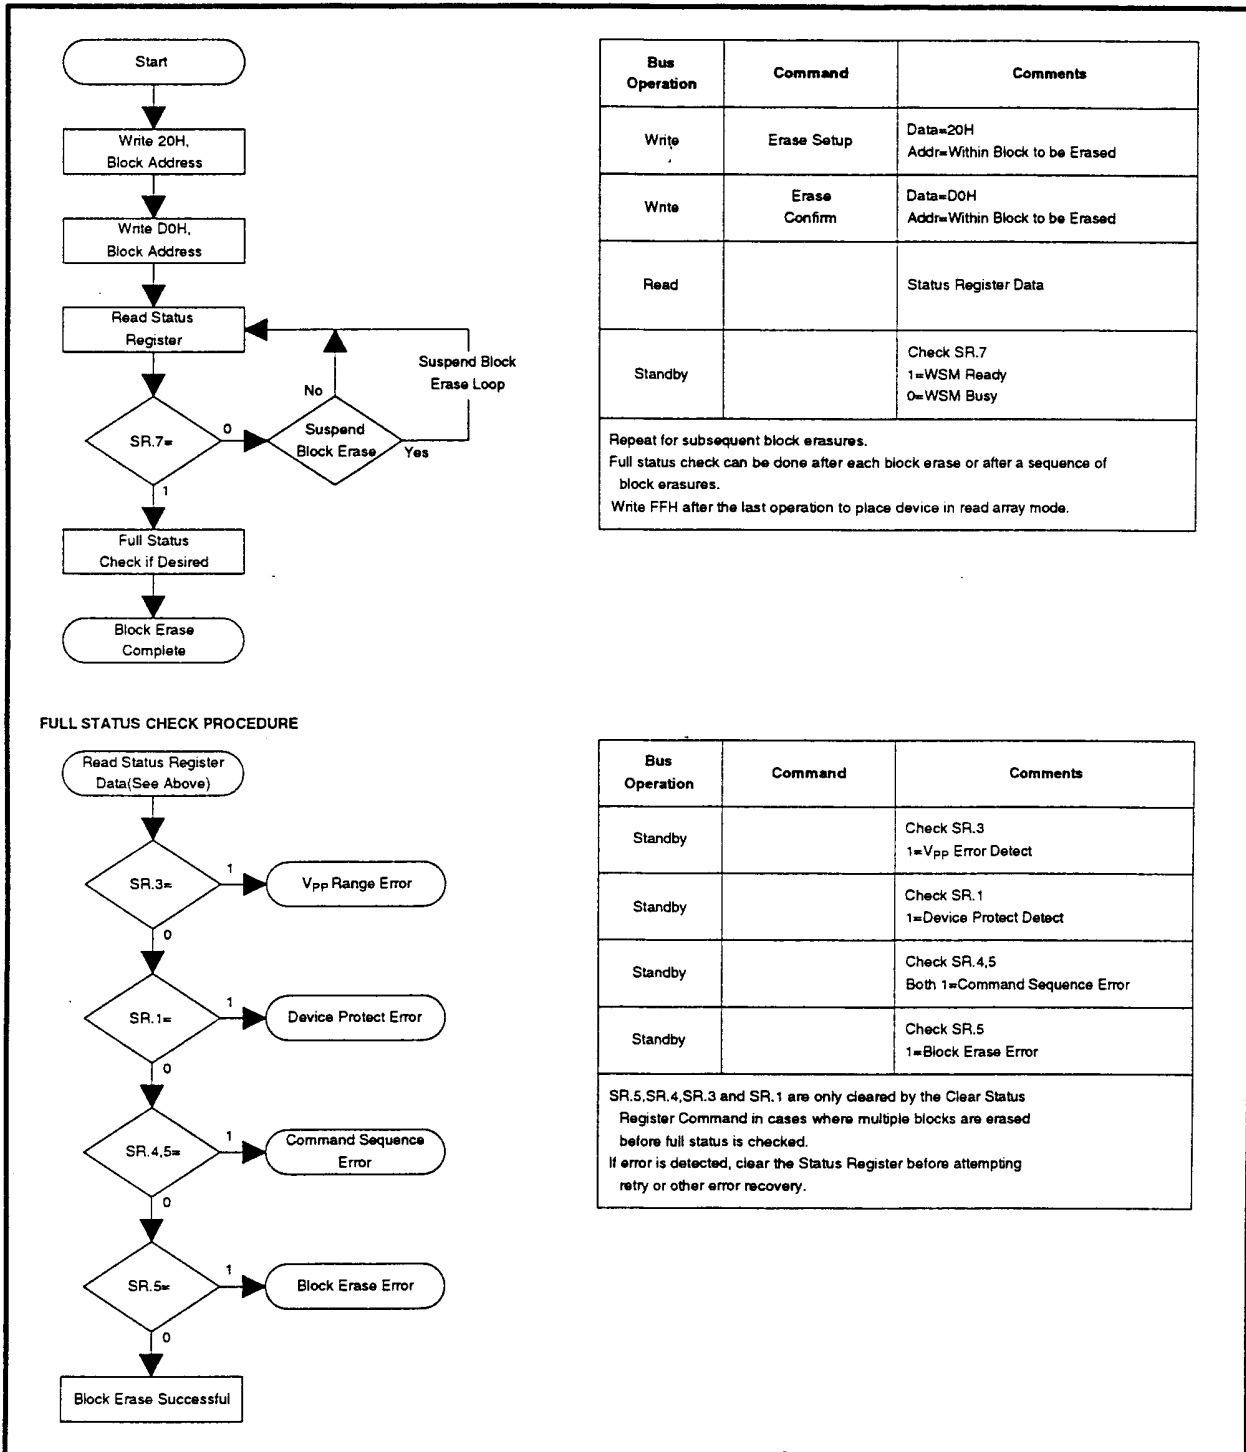 Start
Write 20H,
Block Address
Write D0H,
Block Address
Read Status
Register
Suspend Block
Erase Loop
No
SR.7=
0
Suspend
Block Erase
Yes
1
Full Status
Check if Desired
Block Erase
Complete
Bus
Operation
Command
Comments
Write
Erase Setup
Data=20H
Addr=Within Block to be Erased
Write
Erase
Confirm
Data=D0H
Addr=Within Block to be Erased
Read
Status Register Data
Standby
Check SR.7
1=WSM Ready
0=WSM Busy
Repeat for subsequent block erasures.
Full status check can be done after each block erase or after a sequence of
block erasures.
Write FFH after the last operation to place device in read array mode.
FULL STATUS CHECK PROCEDURE
Read Status Register
Data(See Above)
SR.3=
1
VPP Range Error
0
SR.1=
1
Device Protect Error
0
SR.4,5=
1
Command Sequence
Error
0
SR.5=
1
Block Erase Error
0
Block Erase Successful
Bus
Operation
Command
Comments
Standby
Check SR.3
1=VPP Error Detect
Standby
Check SR.1
1=Device Protect Detect
Standby
Check SR.4,5
Both 1=Command Sequence Error
Standby
Check SR.5
1=Block Erase Error
SR.5,SR.4,SR.3 and SR.1 are only cleared by the Clear Status
Register Command in cases where multiple blocks are erased
before full status is checked.
If error is detected, clear the Status Register before attempting
retry or other error recovery.